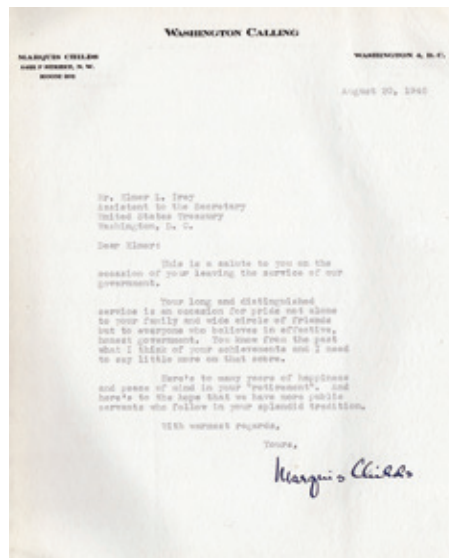 WASHINGTON CALLING
MARQUIS CHILDS
STREET, N. W.
ROOM
WASHINGTON 4, D. C.
August 20, 1946
Mr. Elmer L. Irey
Assistant to the Secretary
United States Treasury
Washington, D. C.
Dear Elmer:
This is a salute to you on the
occasion of your leaving the service of our
government.
Your long and distinguished
service is an occasion for pride not alone
to your family and wide circle of friends
but to everyone who believes in effective,
honest government. You know from the past
what I think of your achievements and I need
to say little more on that score.
Here's to many years of happiness
and peace of mind in your "retirement". And
here's to the hope that we have more public
servants who follow in your splendid tradition.
With warmest regards,
Yours,
Marquis Childs